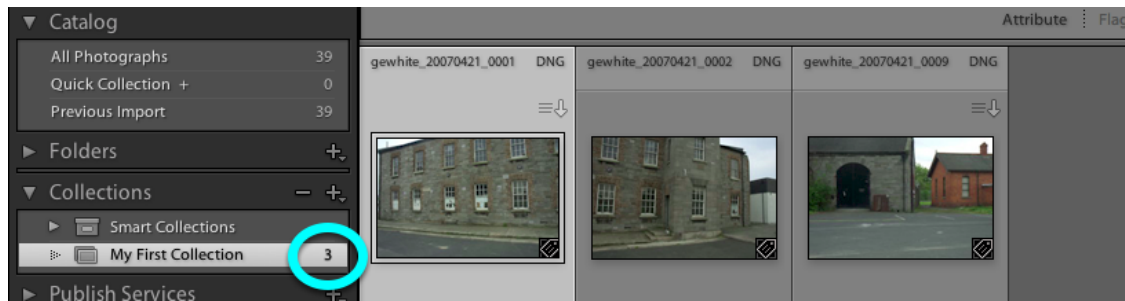 Catalog
All Photographs 39
Quick Collection + 0
Previous Import 39
Folders
Collections
Smart Collections
My First Collection 3
Publish Services
Attribute
gewhite_20070421_0001 DNG
gewhite_20070421_0002 DNG
gewhite_20070421_0009 DNG